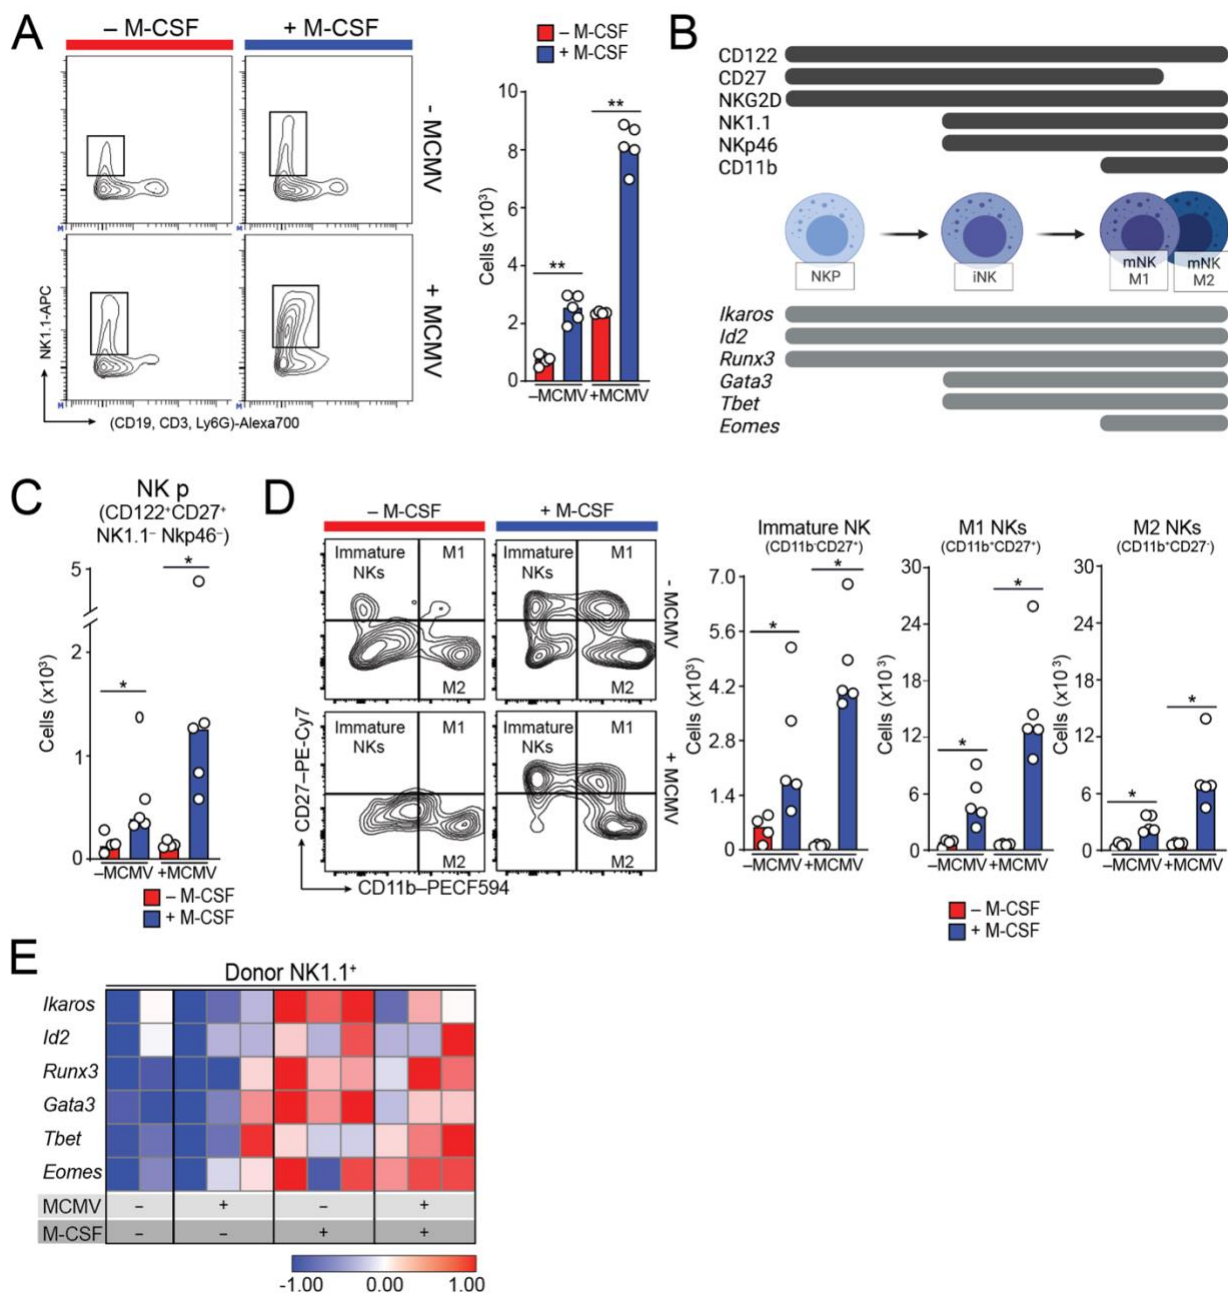 A
– M-CSF
+ M-CSF
- MCMV
+ MCMV
NK1.1-APC
(CD19, CD3, Ly6G)-Alexa700
– M-CSF
+ M-CSF
Cells (x10³)
10
8
6
4
2
0
**
**
–MCMV
+MCMV
B
CD122
CD27
NKG2D
NK1.1
NKp46
CD11b
NKP
iNK
mNK
M1
mNK
M2
Ikaros
Id2
Runx3
Gata3
Tbet
Eomes
C
NK p
(CD122⁺CD27⁺
NK1.1⁻ Nkp46⁻)
Cells (x10³)
5
2
1
0
*
*
–MCMV
+MCMV
– M-CSF
+ M-CSF
D
– M-CSF
+ M-CSF
Immature
NKs
M1
M2
Immature
NKs
M1
M2
- MCMV
Immature
NKs
M1
M2
Immature
NKs
M1
M2
+ MCMV
CD27–PE-Cy7
CD11b–PECF594
Immature NK
(CD11b⁻CD27⁺)
Cells (x10³)
7.0
5.6
4.2
2.8
1.4
0
*
*
–MCMV
+MCMV
M1 NKs
(CD11b⁺CD27⁺)
Cells (x10³)
30
24
18
12
6
0
*
*
–MCMV
+MCMV
M2 NKs
(CD11b⁺CD27⁻)
Cells (x10³)
30
24
18
12
6
0
*
*
–MCMV
+MCMV
– M-CSF
+ M-CSF
E
Donor NK1.1⁺
Ikaros
Id2
Runx3
Gata3
Tbet
Eomes
MCMV – + – +
M-CSF – – + +
-1.00 0.00 1.00